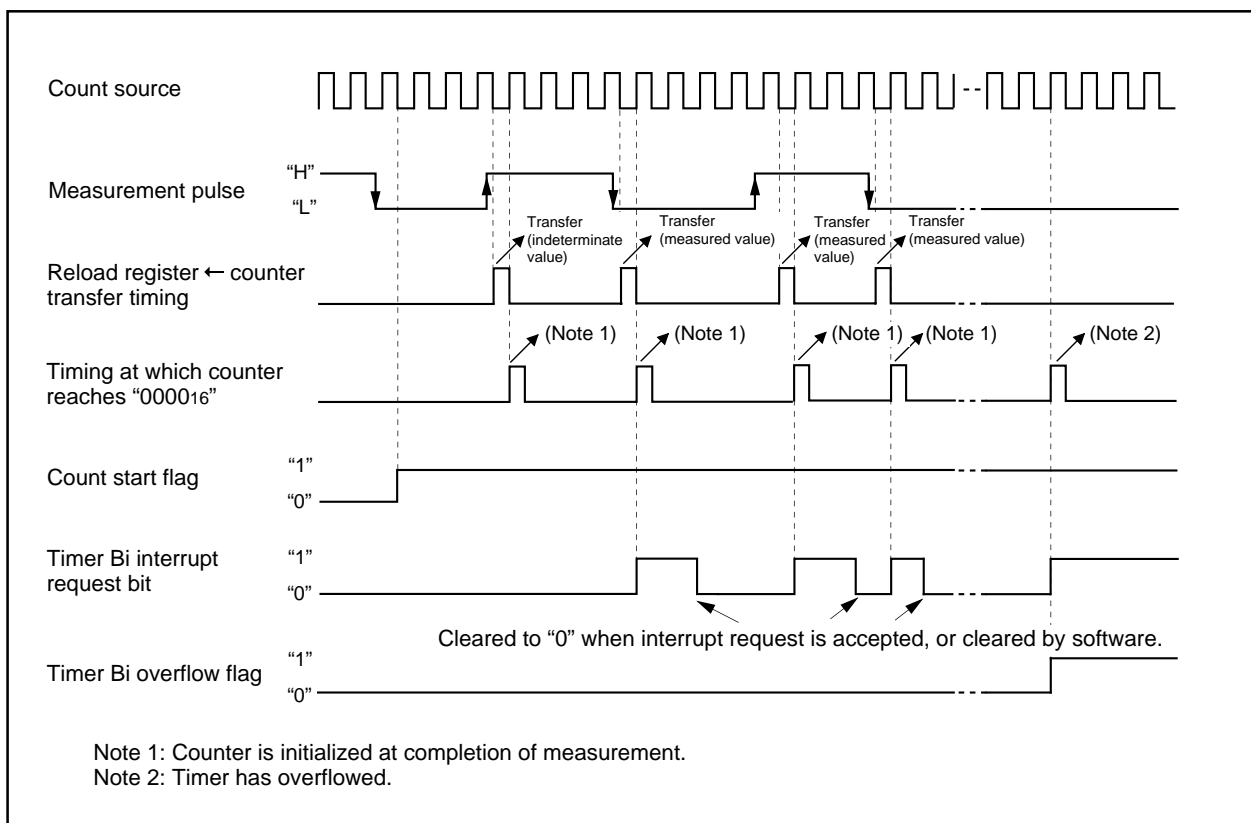 Count source
Measurement pulse
“H”
“L”
Transfer
(indeterminate
value)
Transfer
(measured value)
Transfer
(measured
value)
Transfer
(measured value)
Reload register ← counter
transfer timing
(Note 1)
(Note 1)
(Note 1)
(Note 1)
(Note 2)
Timing at which counter
reaches “000016”
Count start flag
“1”
“0”
Timer Bi interrupt
request bit
“1”
“0”
Cleared to “0” when interrupt request is accepted, or cleared by software.
Timer Bi overflow flag
“1”
“0”
Note 1: Counter is initialized at completion of measurement.
Note 2: Timer has overflowed.